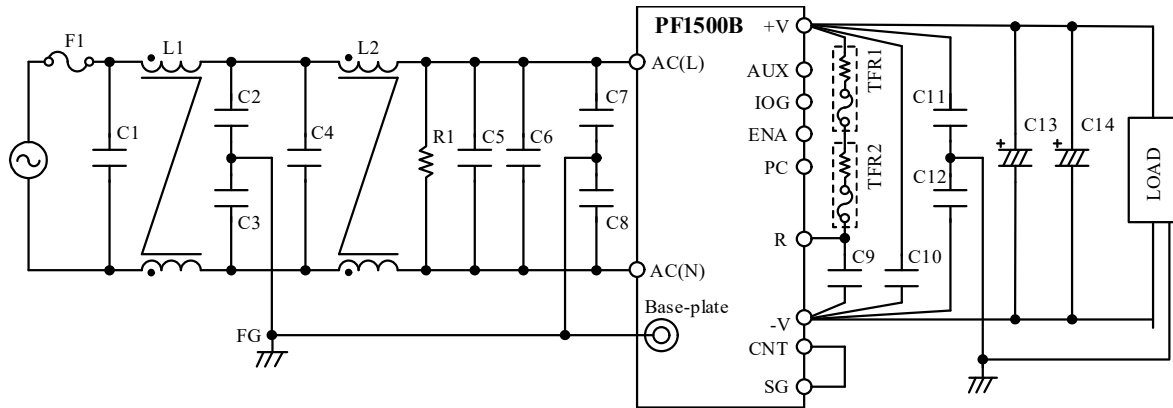 F1
L1
L2
PF1500B
+V
AC(L)
AUX
TFR1
IOG
C2
C7
C11
C13
C14
C1
C4
R1
C5
C6
ENA
PC
TFR2
LOAD
C3
C8
C12
R
C9
C10
AC(N)
Base-plate
FG
-V
CNT
SG
+
+